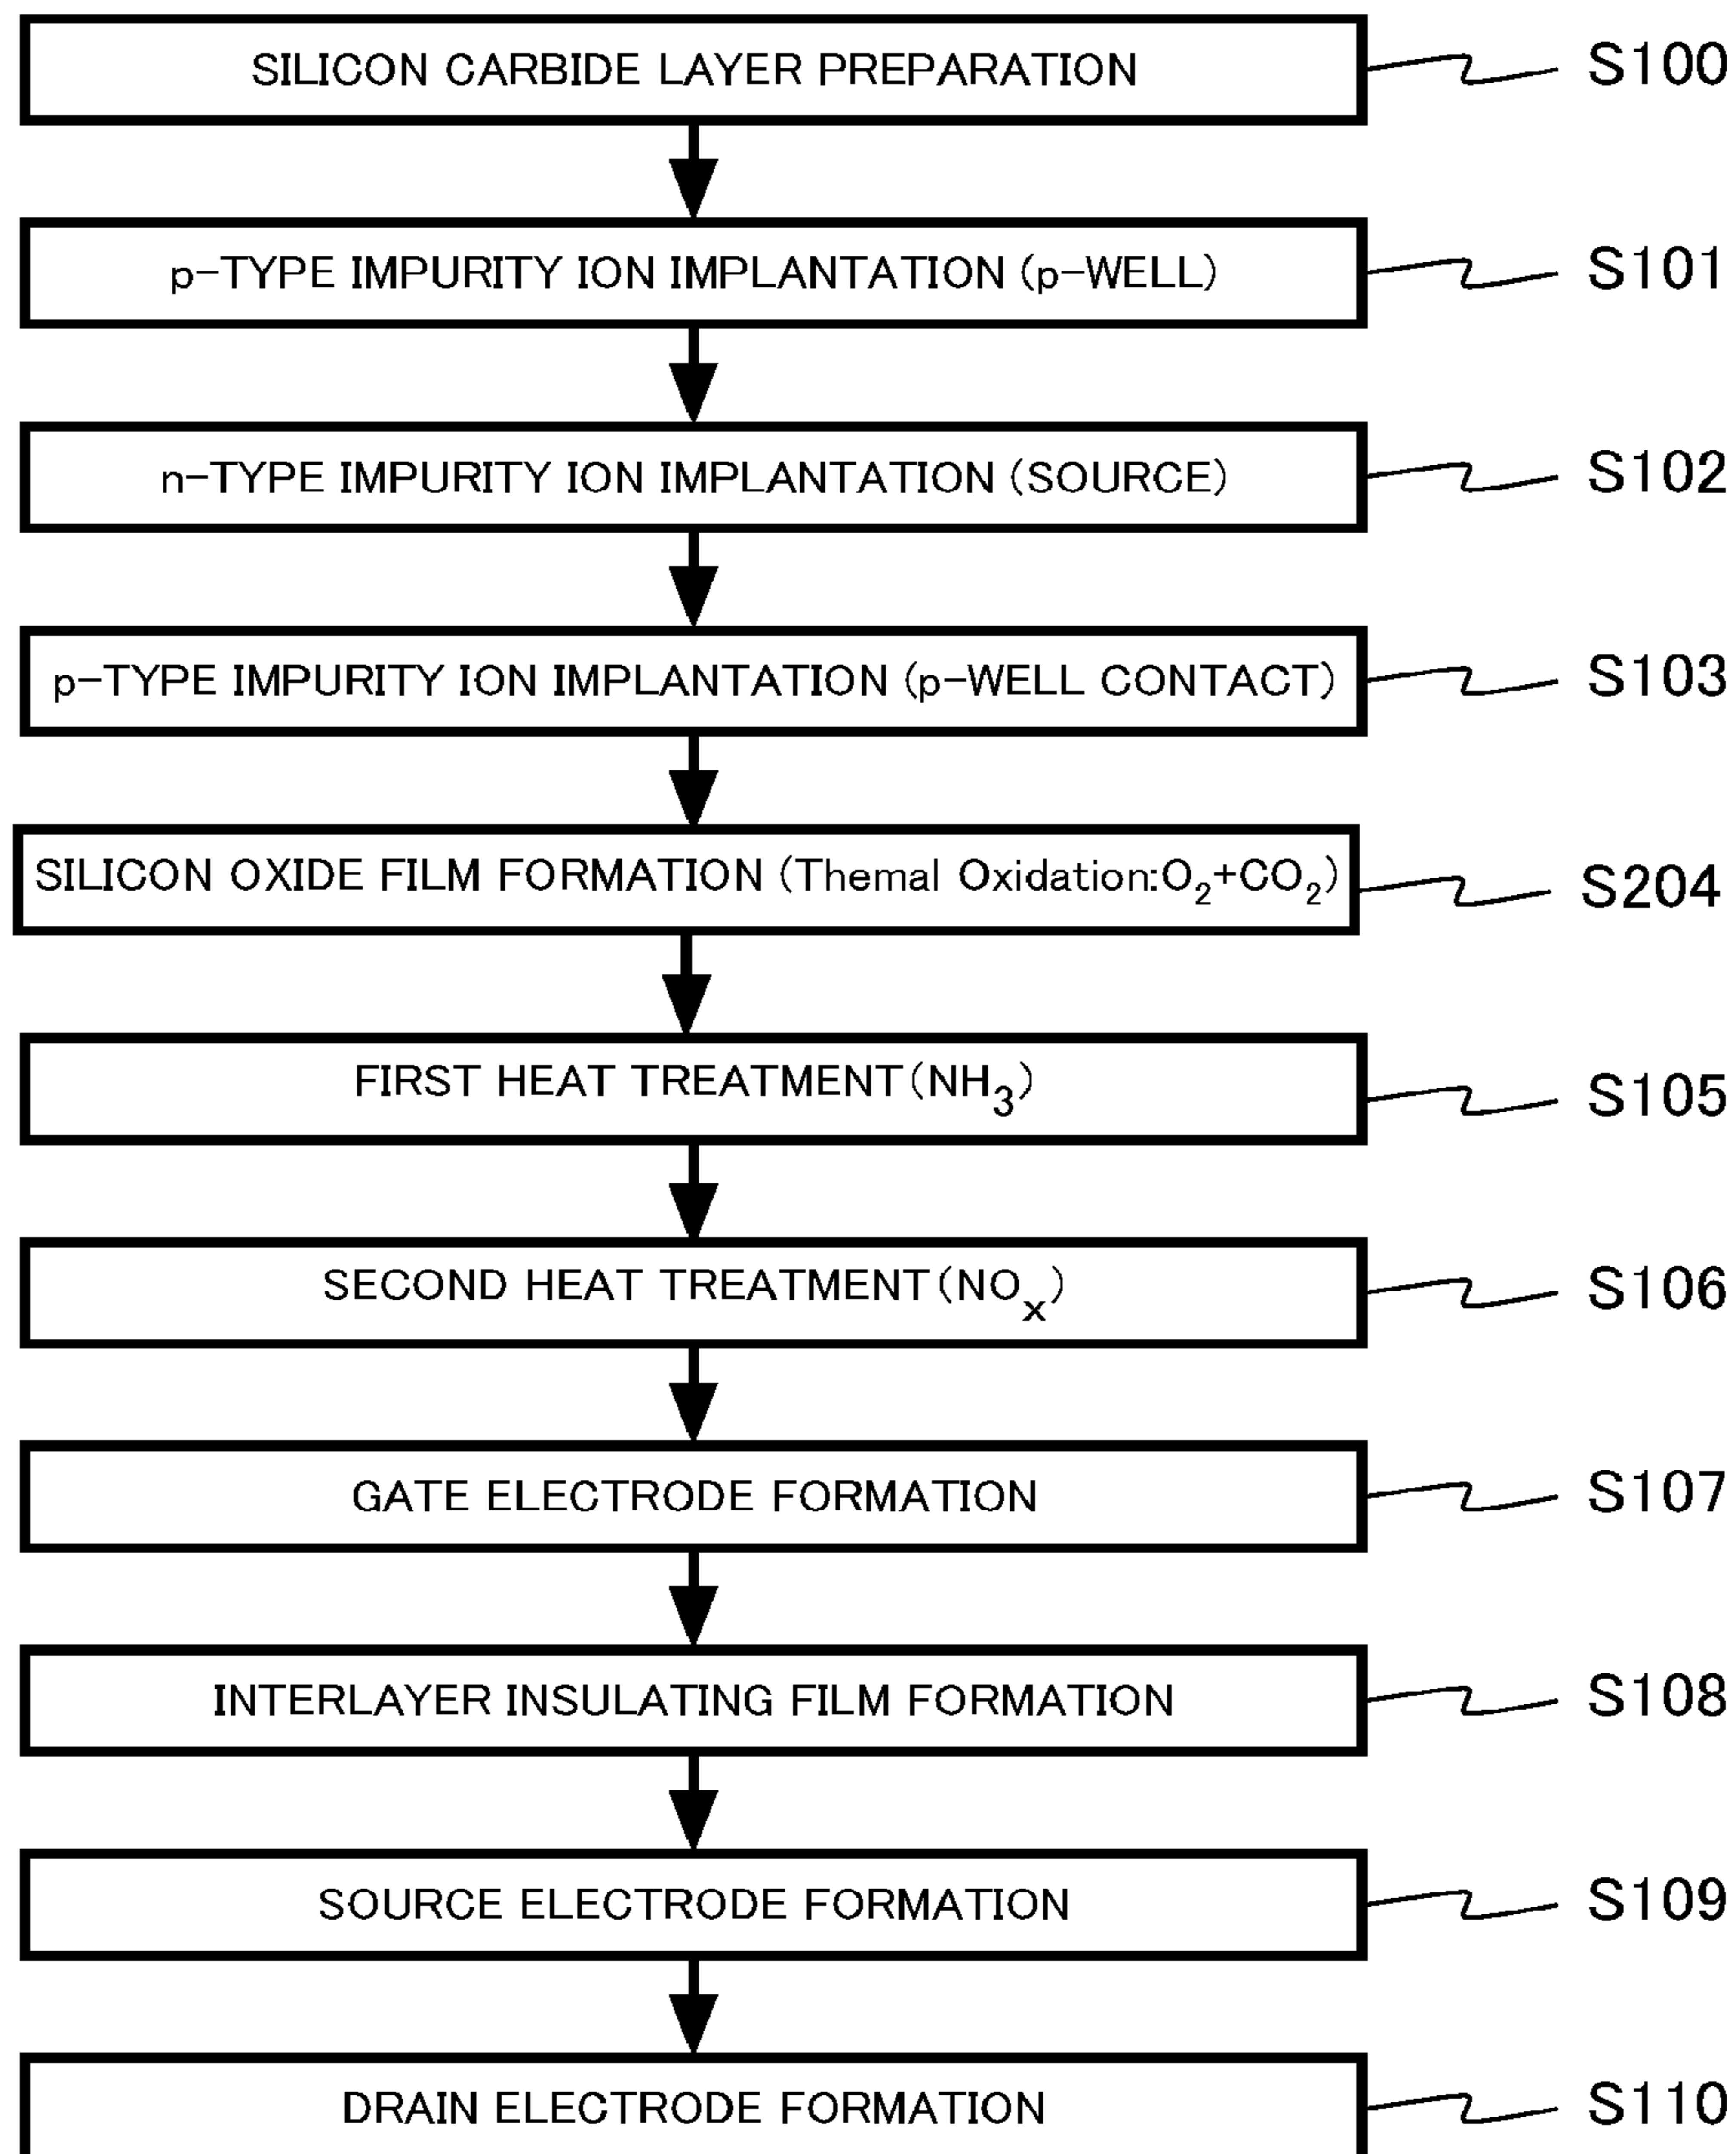 SILICON CARBIDE LAYER PREPARATION S100
p-TYPE IMPURITY ION IMPLANTATION (p-WELL) S101
n-TYPE IMPURITY ION IMPLANTATION (SOURCE) S102
p-TYPE IMPURITY ION IMPLANTATION (p-WELL CONTACT) S103
SILICON OXIDE FILM FORMATION (Themal Oxidation:O₂+CO₂) S204
FIRST HEAT TREATMENT(NH₃) S105
SECOND HEAT TREATMENT(NOₓ) S106
GATE ELECTRODE FORMATION S107
INTERLAYER INSULATING FILM FORMATION S108
SOURCE ELECTRODE FORMATION S109
DRAIN ELECTRODE FORMATION S110